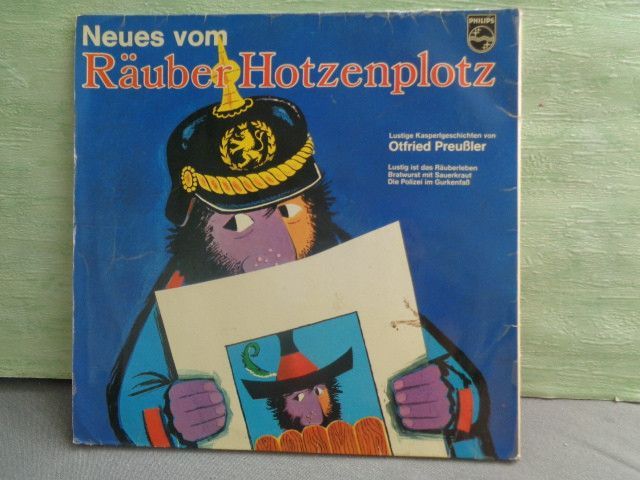 Neues vom
PHILIPS
Räuber Hotzenplotz
Lustige Kasperlgeschichten von
Otfried Preußler
Lustig ist das Räuberleben
Bratwurst mit Sauerkraut
Die Polizei im Gurkenfaß